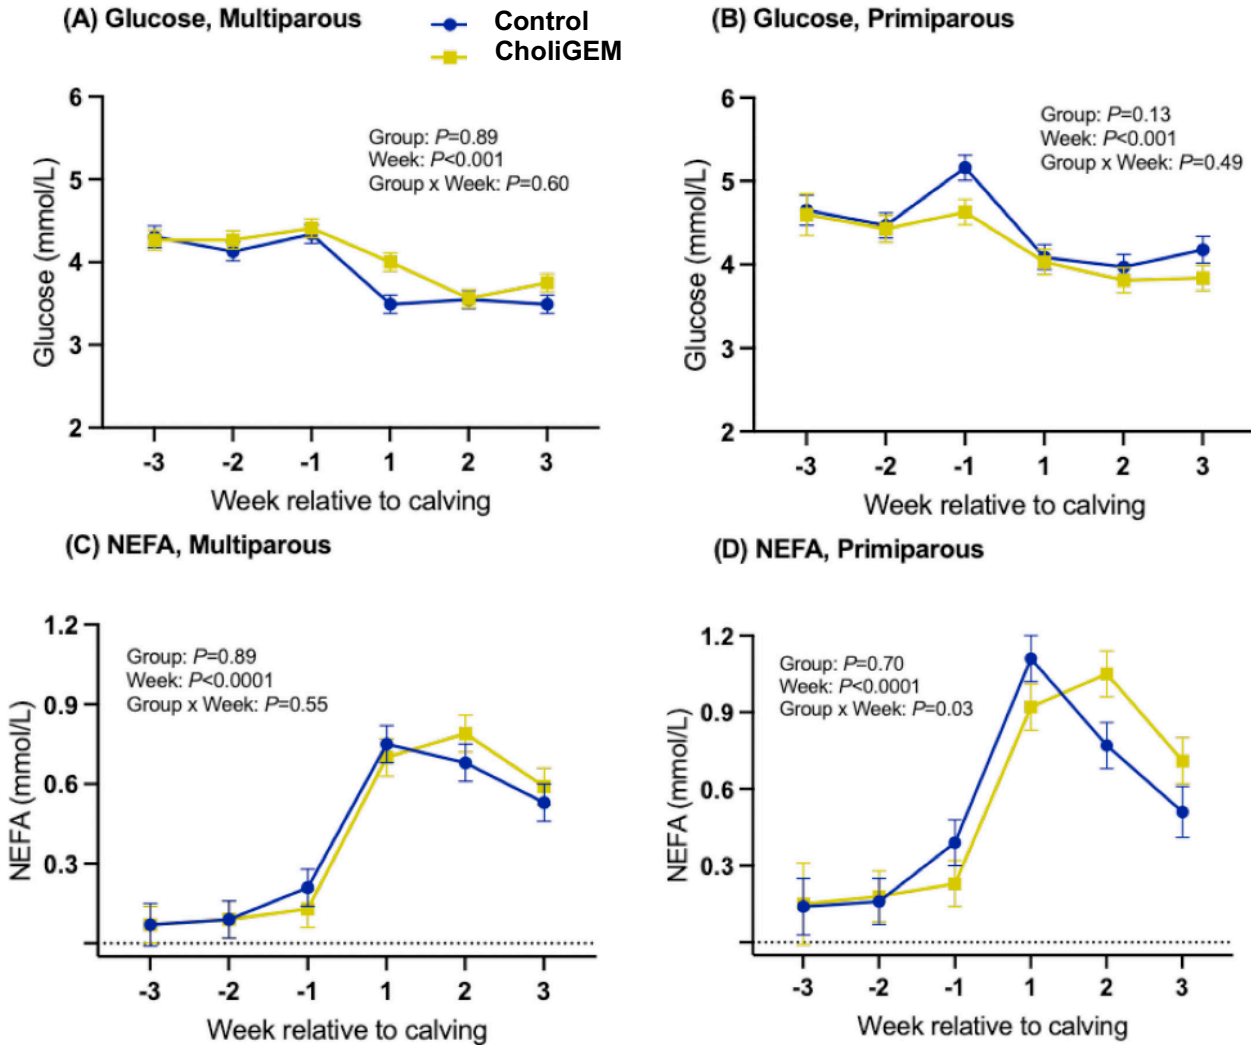 (A) Glucose, Multiparous
Control
CholiGEM
6
5
4
3
2
Glucose (mmol/L)
Group: P=0.89
Week: P<0.001
Group x Week: P=0.60
-3 -2 -1 1 2 3
Week relative to calving
(B) Glucose, Primiparous
6
5
4
3
2
Glucose (mmol/L)
Group: P=0.13
Week: P<0.001
Group x Week: P=0.49
-3 -2 -1 1 2 3
Week relative to calving
(C) NEFA, Multiparous
1.2
0.9
0.6
0.3
NEFA (mmol/L)
Group: P=0.89
Week: P<0.0001
Group x Week: P=0.55
-3 -2 -1 1 2 3
Week relative to calving
(D) NEFA, Primiparous
1.2
0.9
0.6
0.3
NEFA (mmol/L)
Group: P=0.70
Week: P<0.0001
Group x Week: P=0.03
-3 -2 -1 1 2 3
Week relative to calving